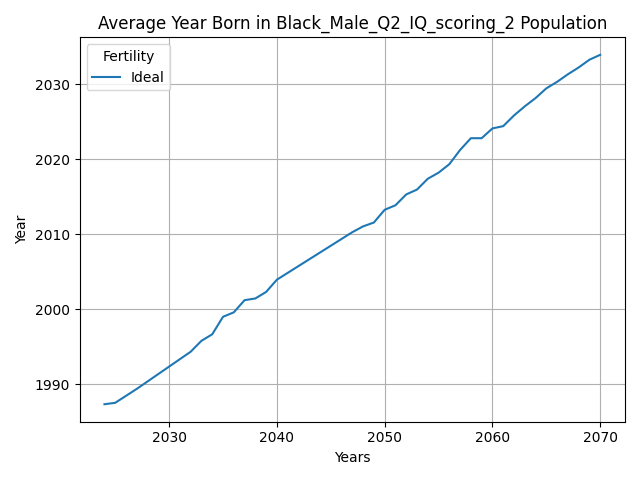 Average Year Born in Black_Male_Q2_IQ_scoring_2 Population
Fertility
Ideal
2030
2020
2010
2000
1990
Year
2030 2040 2050 2060 2070
Years